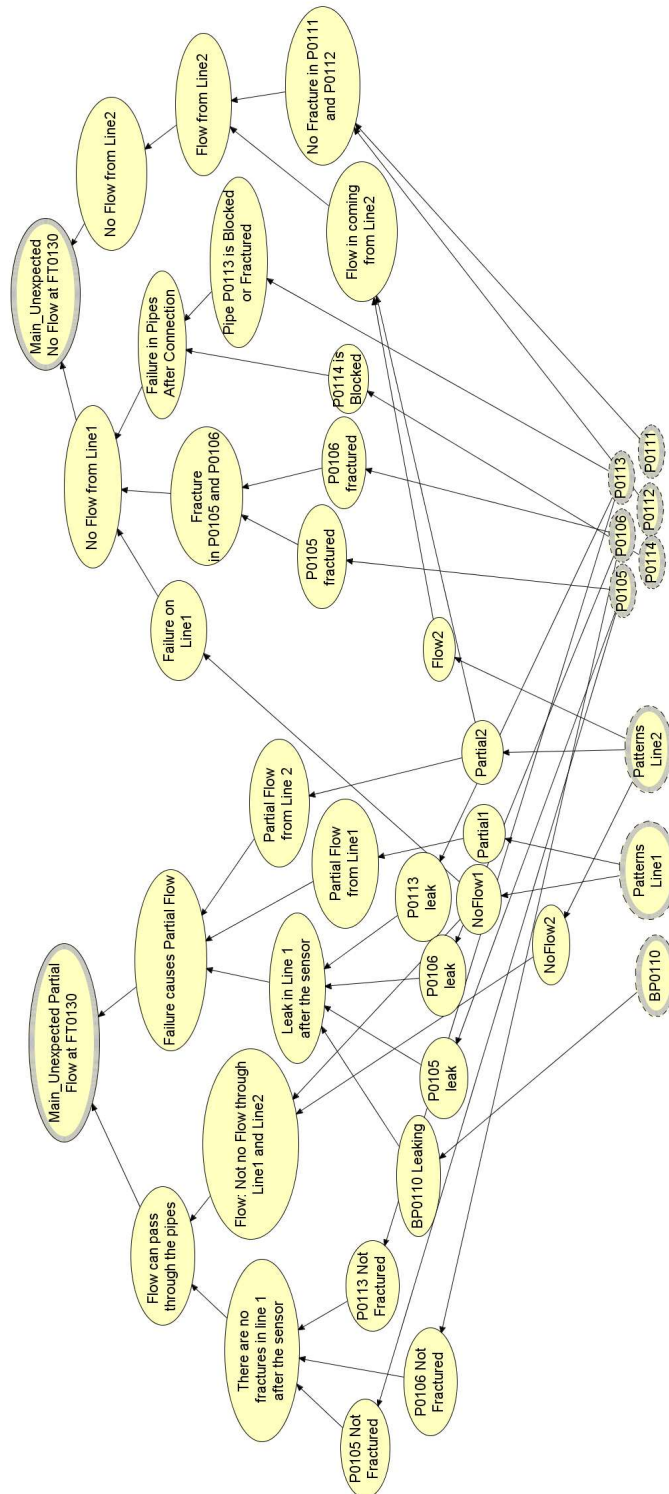 Main_Unexpected Partial
Flow at FT0130
Main_Unexpected
No Flow at FT0130
Flow can pass
through the pipes
Failure causes Partial Flow
No Flow from Line1
No Flow from Line2
There are no
fractures in line 1
after the sensor
Flow: Not no Flow through
Line1 and Line2
Leak in Line 1
after the sensor
Partial Flow
from Line1
Partial Flow
from Line 2
Failure on
Line1
Fracture
in P0105 and P0106
Failure in Pipes
After Connection
Flow from Line2
P0105 Not
Fractured
P0106 Not
Fractured
P0113 Not
Fractured
BP0110 Leaking
P0105
leak
P0106
leak
P0113
leak
NoFlow1
Partial1
Partial2
Flow2
NoFlow2
P0105
fractured
P0106
fractured
P0114 is
Blocked
Pipe P0113 is Blocked
or Fractured
Flow in coming
from Line2
No Fracture in P0111
and P0112
BP0110
Patterns
Line1
Patterns
Line2
P0105
P0106
P0113
P0114
P0112
P0111